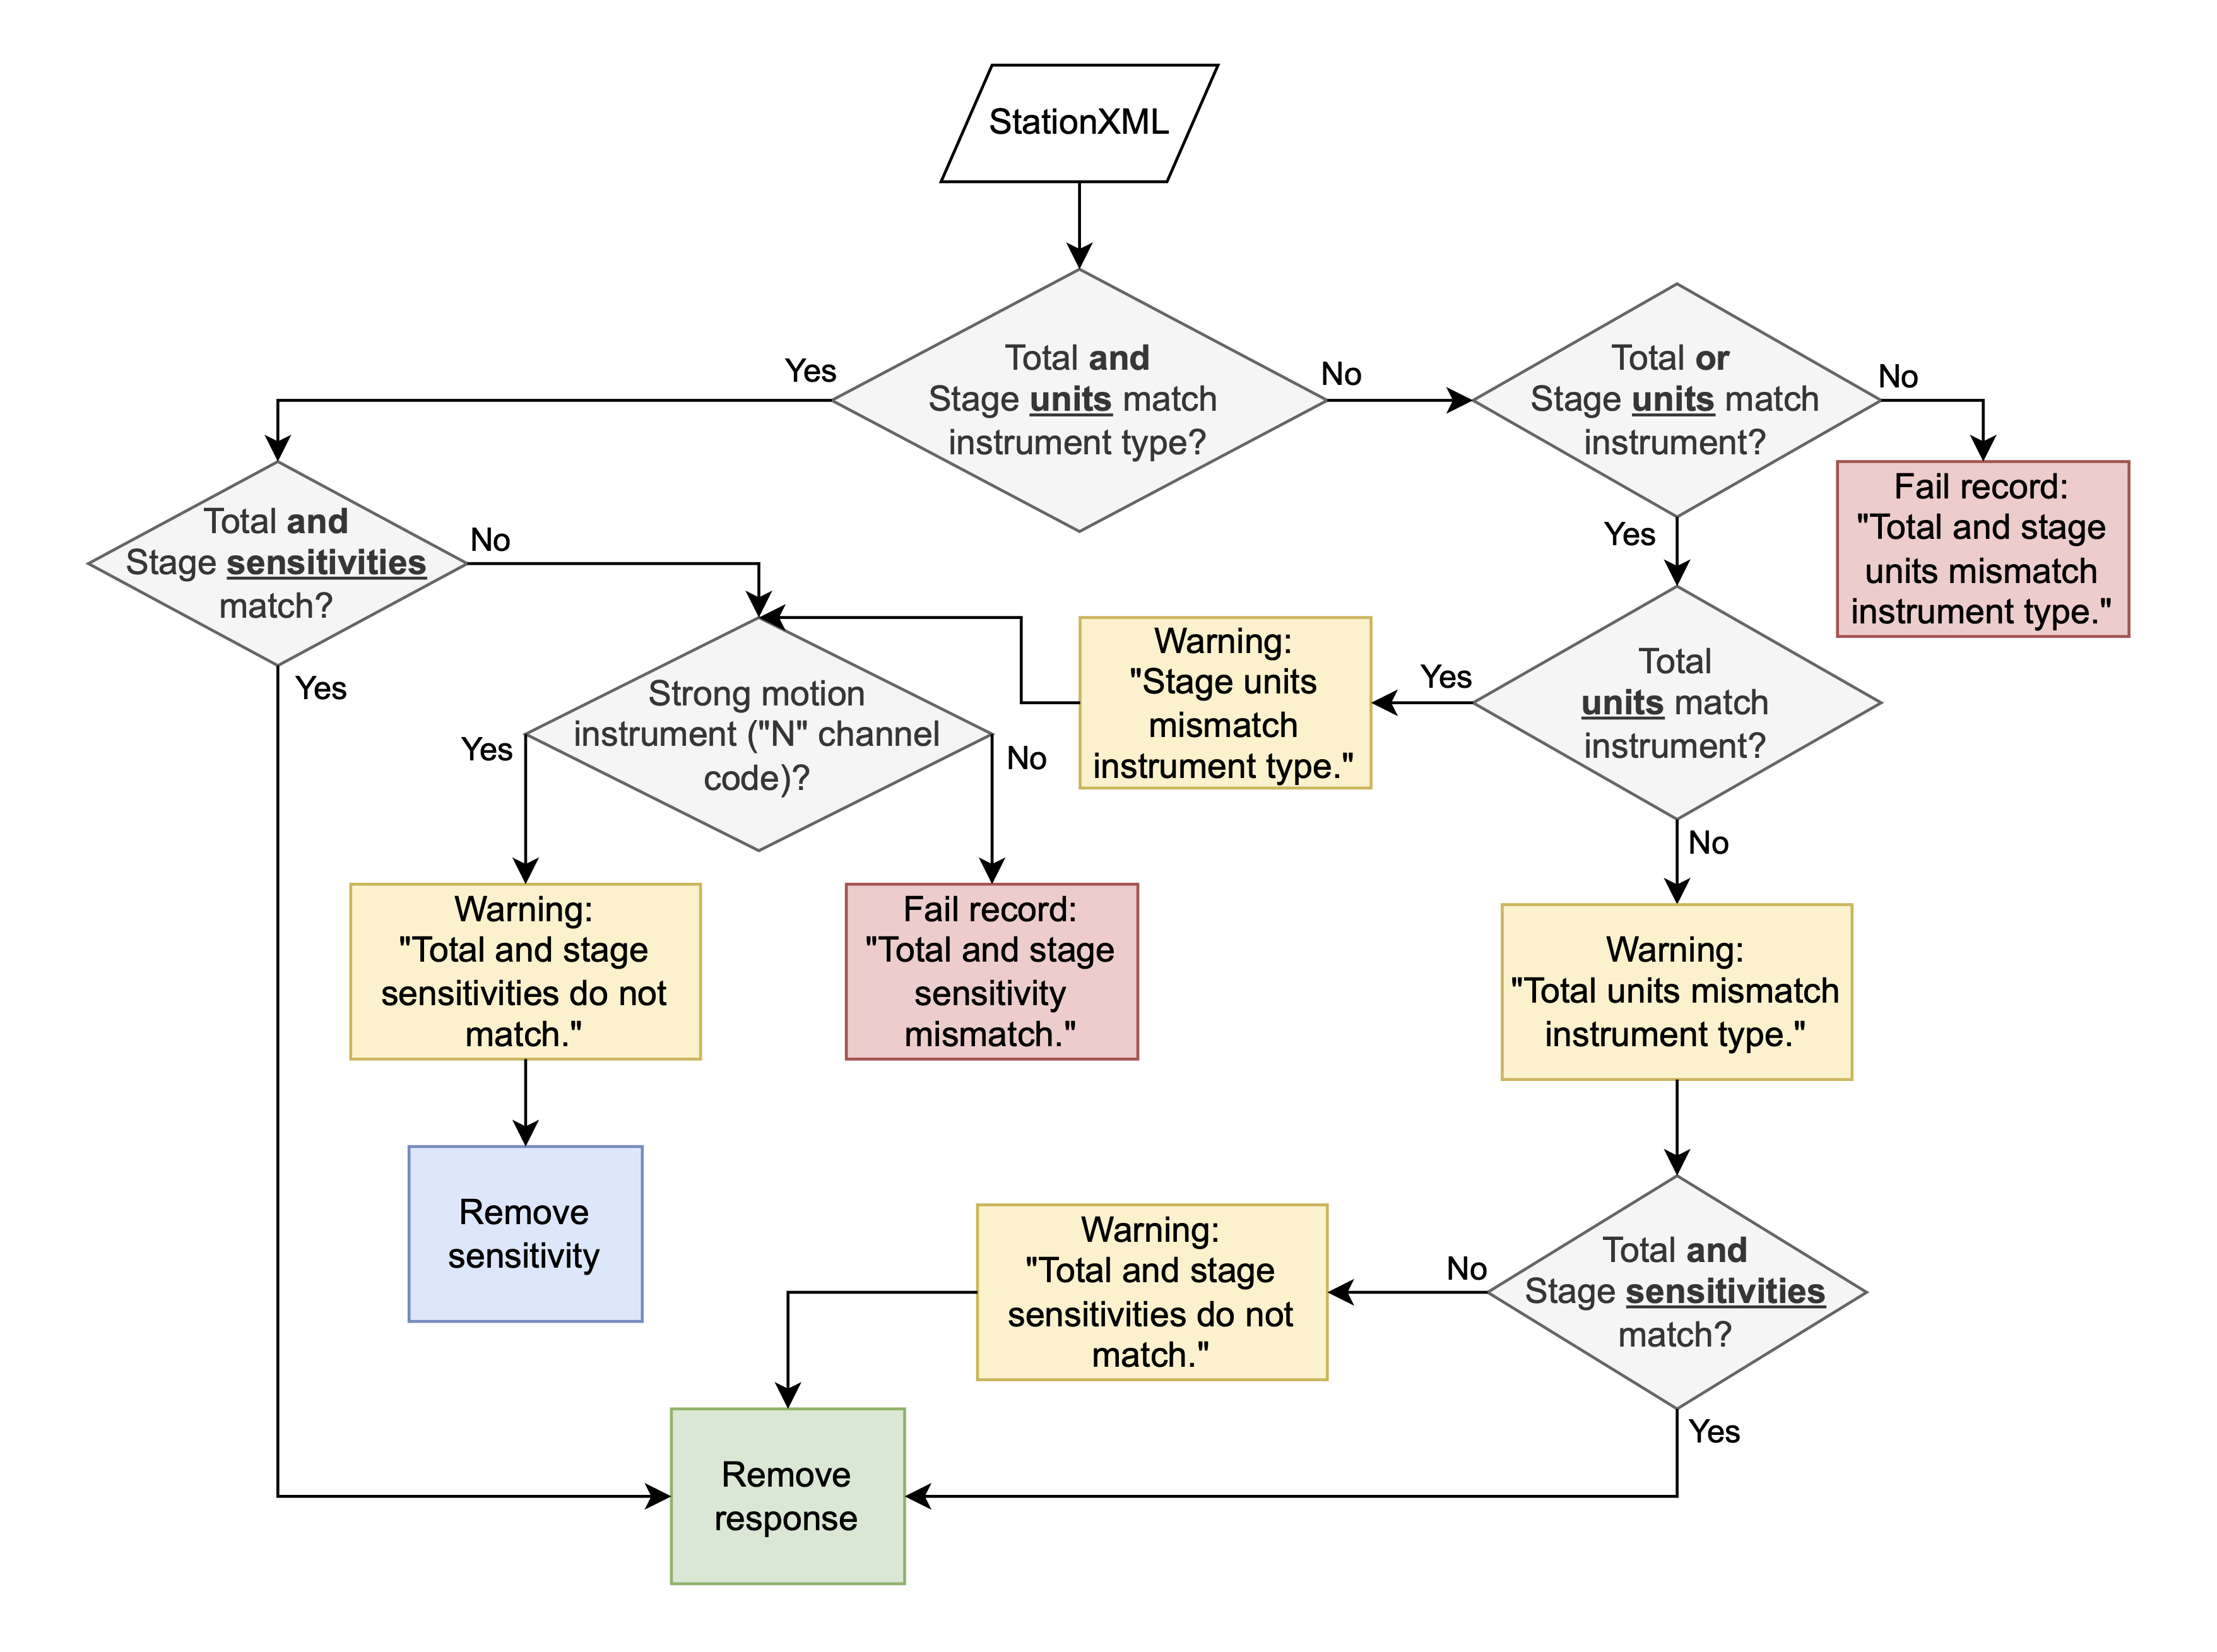 StationXML
Total and
Stage units match
instrument type?
Yes
No
Total or
Stage units match
instrument?
No
Yes
Fail record:
"Total and stage
units mismatch
instrument type."
Total and
Stage sensitivities
match?
No
Yes
Strong motion
instrument ("N" channel
code)?
Yes
No
Warning:
"Stage units
mismatch
instrument type."
Yes
Total
units match
instrument?
No
Warning:
"Total and stage
sensitivities do not
match."
Fail record:
"Total and stage
sensitivity
mismatch."
Warning:
"Total units mismatch
instrument type."
Remove
sensitivity
Warning:
"Total and stage
sensitivities do not
match."
No
Total and
Stage sensitivities
match?
Yes
Remove
response